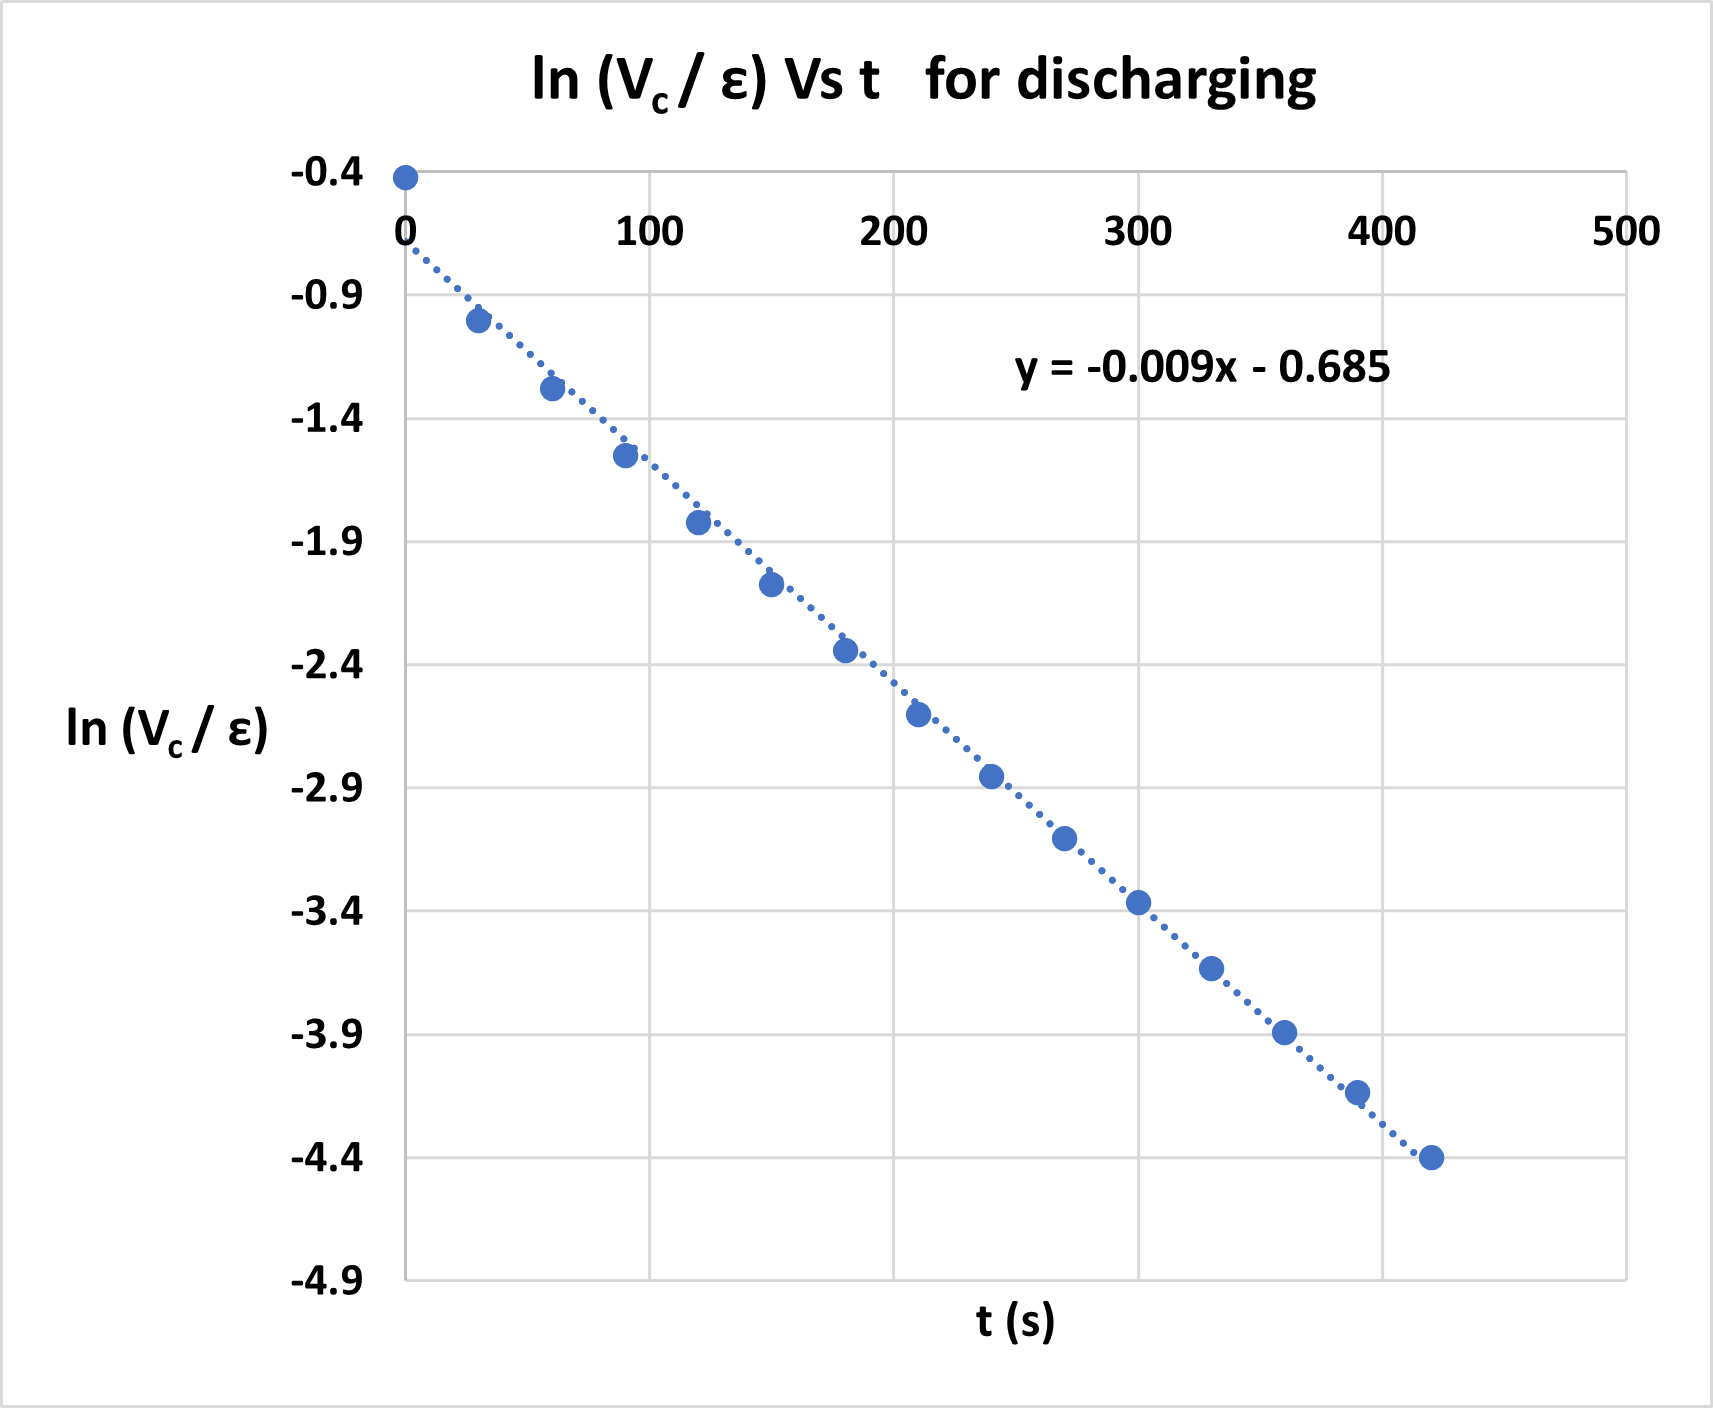 ln (Vc / ε) Vs t for discharging
-0.4
0 100 200 300 400 500
-0.9
y = -0.009x - 0.685
-1.4
-1.9
-2.4
ln (Vc / ε)
-2.9
-3.4
-3.9
-4.4
-4.9
t (s)